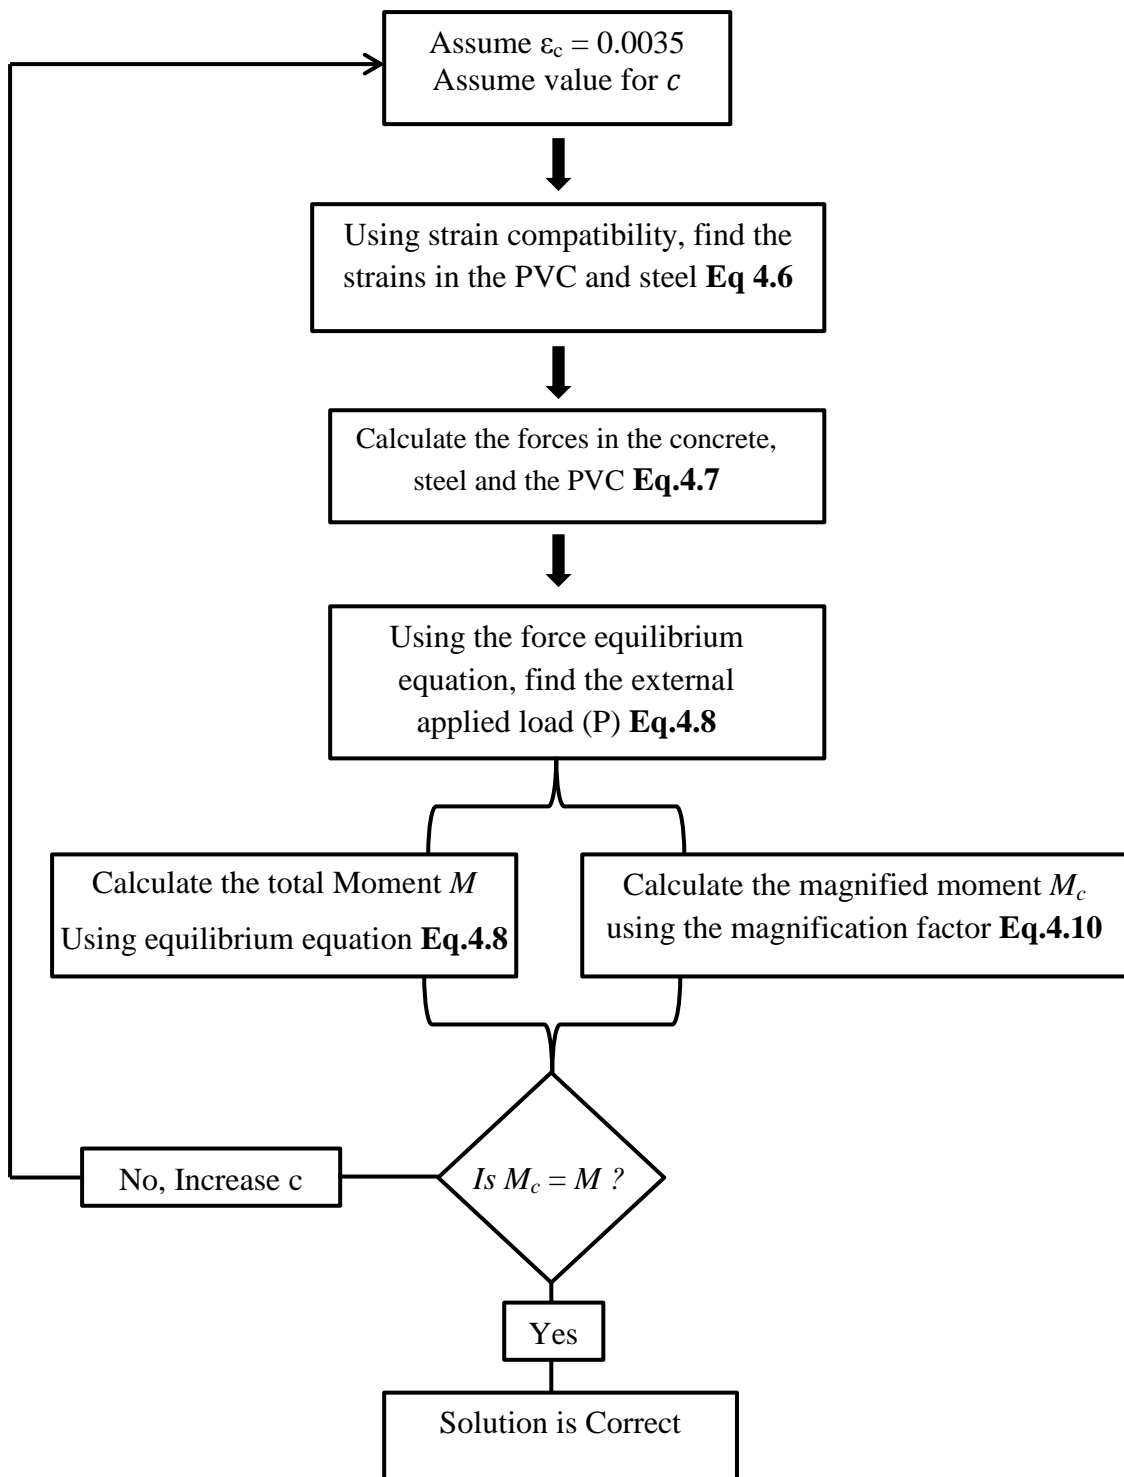 Assume εc = 0.0035
Assume value for c
Using strain compatibility, find the
strains in the PVC and steel Eq 4.6
Calculate the forces in the concrete,
steel and the PVC Eq.4.7
Using the force equilibrium
equation, find the external
applied load (P) Eq.4.8
Calculate the total Moment M
Using equilibrium equation Eq.4.8
Calculate the magnified moment Mc
using the magnification factor Eq.4.10
No, Increase c
Is Mc = M ?
Yes
Solution is Correct